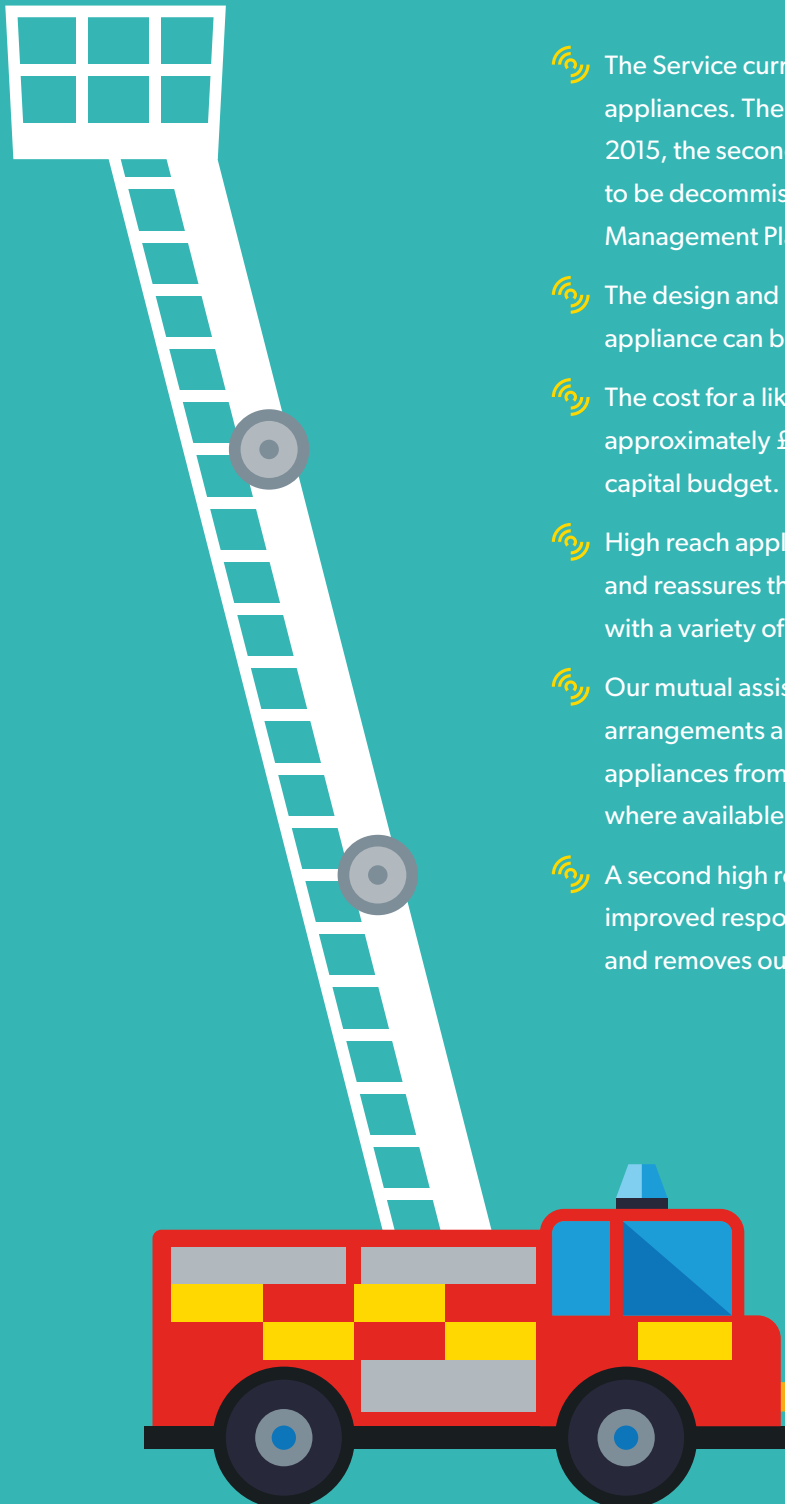 The Service curr
appliances. The
2015, the secon
to be decommis
Management Pl
The design and
appliance can b
The cost for a lik
approximately £
capital budget.
High reach appl
and reassures th
with a variety of
Our mutual assis
arrangements a
appliances from
where available
A second high re
improved respo
and removes ou